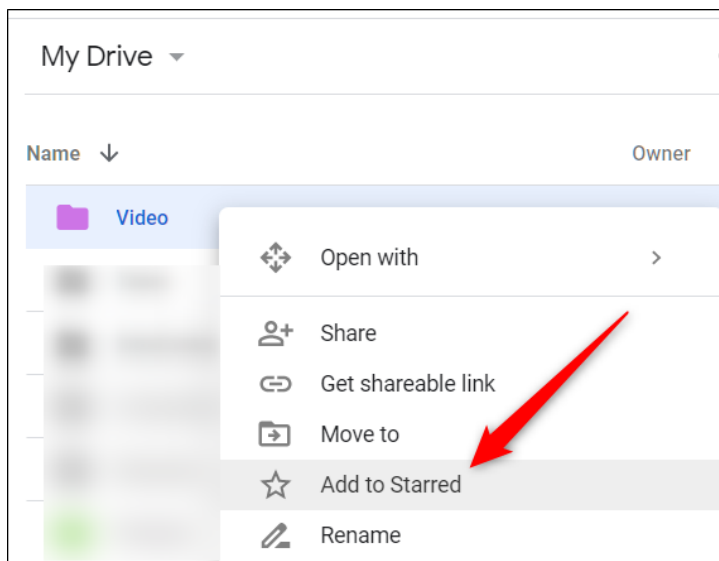 My Drive
Name Owner
Video
Open with
Share
Get shareable link
Move to
Add to Starred
Rename